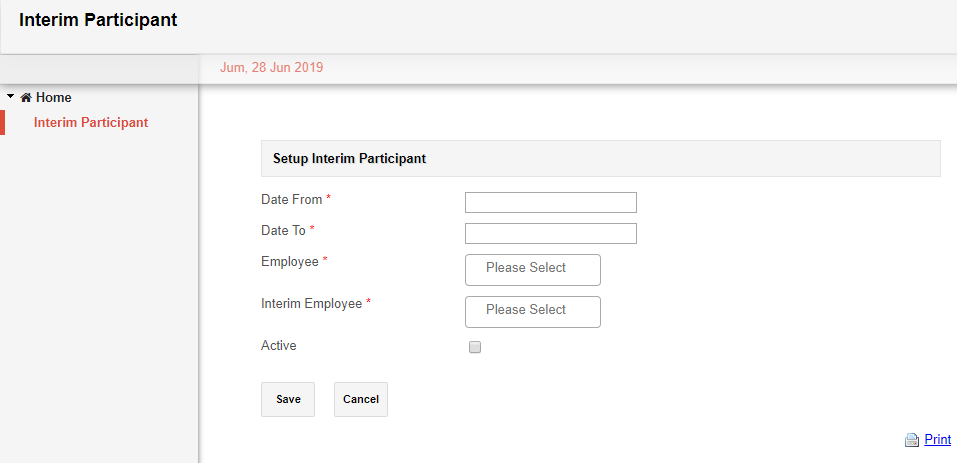 Interim Participant
Jum, 28 Jun 2019
Home
Interim Participant
Setup Interim Participant
Date From *
Date To *
Employee *
Please Select
Interim Employee *
Please Select
Active
Save
Cancel
Print